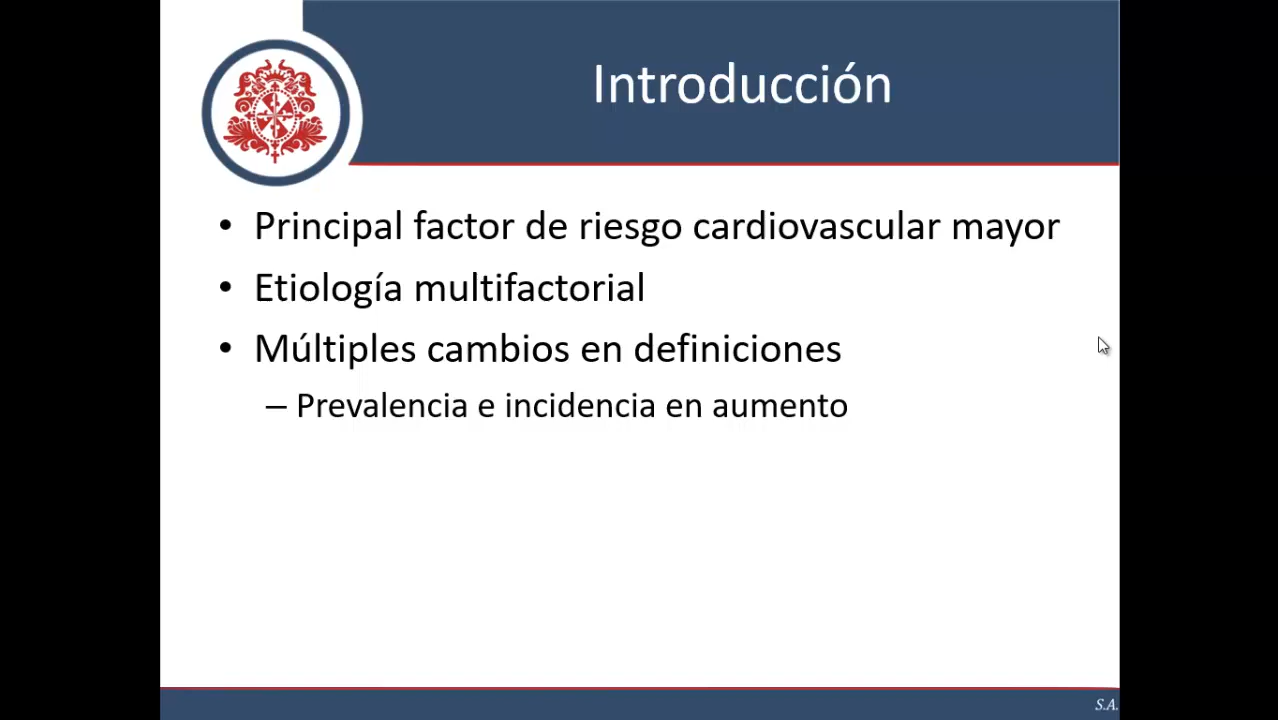 Introducción
• Principal factor de riesgo cardiovascular mayor
• Etiología multifactorial
• Múltiples cambios en definiciones
– Prevalencia e incidencia en aumento
S.A.